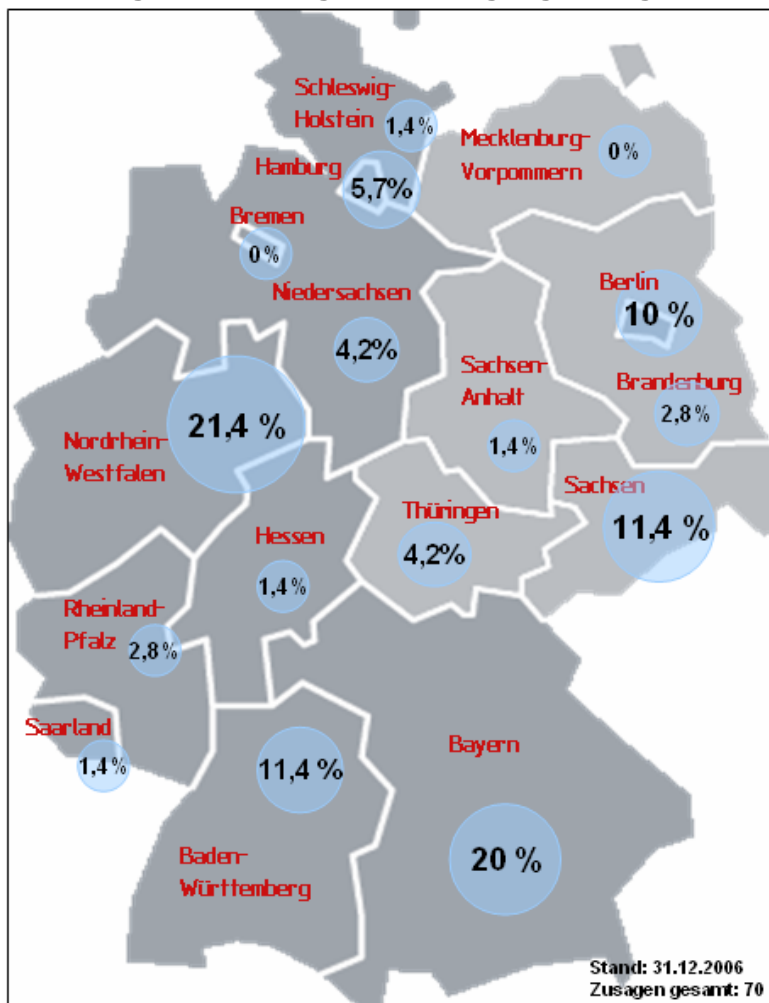 Schleswig-
Holstein
1,4 %
Mecklenburg-
Vorpommern
0 %
Hamburg
5,7%
Bremen
0 %
Niedersachsen
4,2%
Berlin
10 %
Sachsen-
Anhalt
1,4 %
Brandenburg
2,8 %
21,4 %
Nordrhein-
Westfalen
Sachsen
11,4 %
Thüringen
4,2%
Hessen
1,4 %
Rheinland-
Pfalz
2,8 %
Saarland
1,4 %
11,4 %
Baden-
Württemberg
Bayern
20 %
Stand: 31.12.2006
Zusagen gesamt: 70